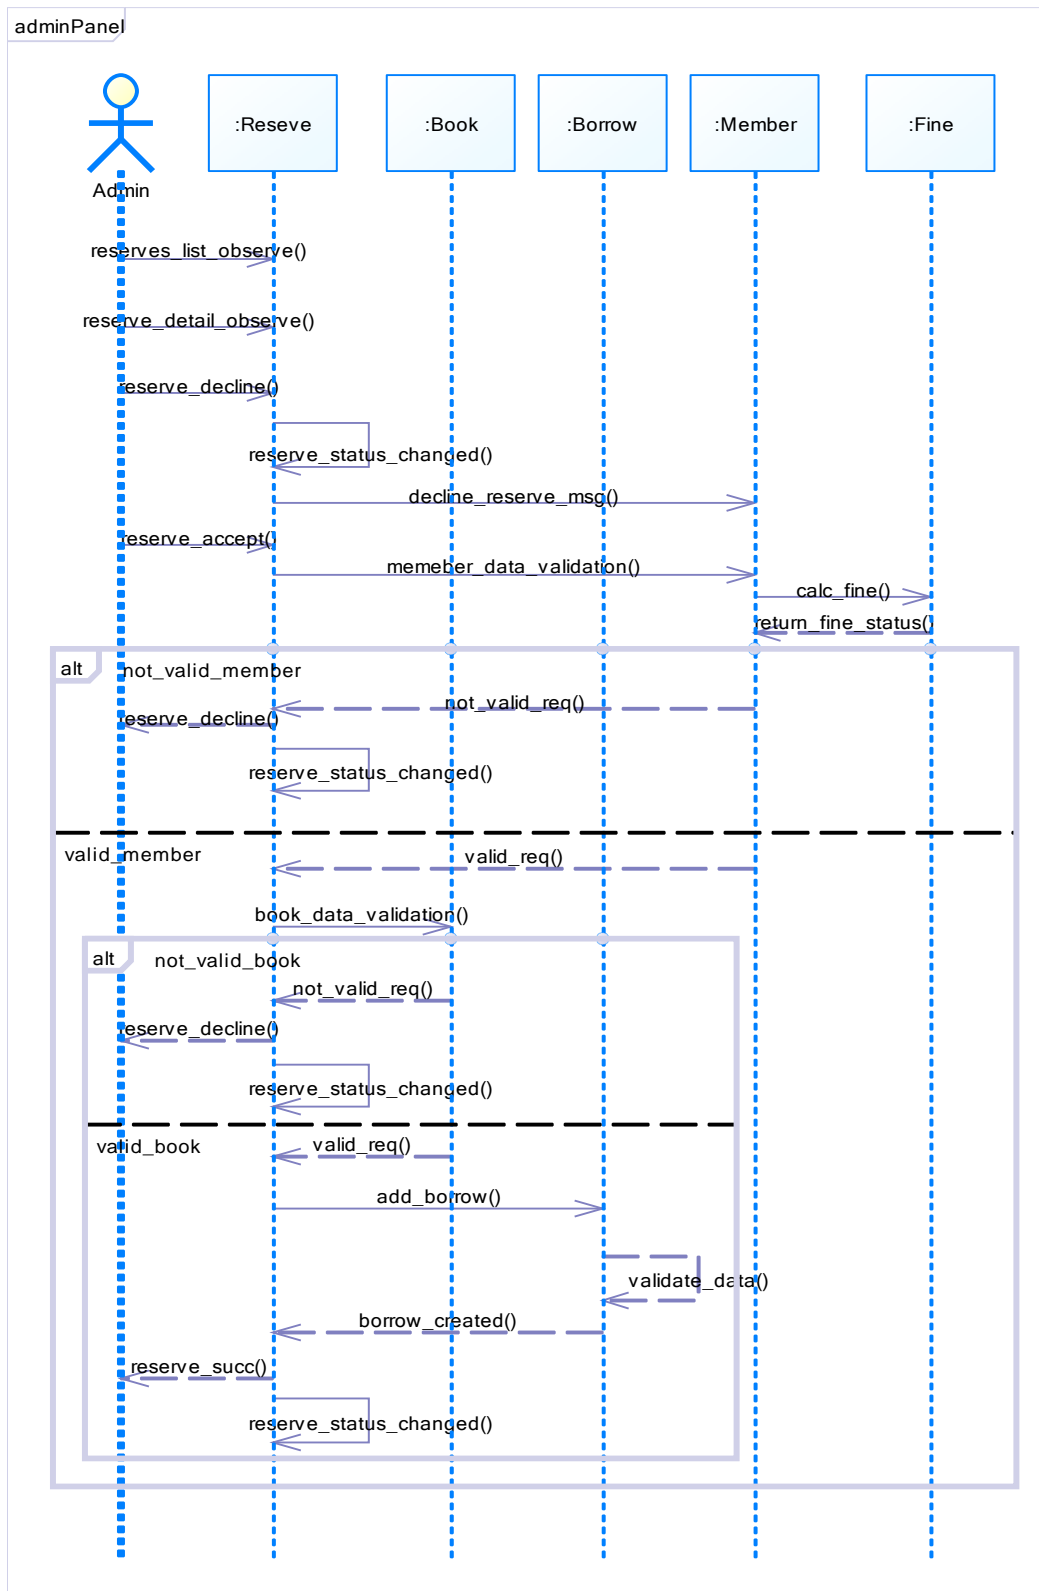 adminPanel
:Reseve
:Book
:Borrow
:Member
:Fine
Admin
reserves_list_observe()
reserve_detail_observe()
reserve_decline()
reserve_status_changed()
decline_reserve_msg()
reserve_accept()
memeber_data_validation()
calc_fine()
return_fine_status()
alt
not_valid_member
not_valid_req()
reserve_decline()
reserve_status_changed()
valid_member
valid_req()
book_data_validation()
alt
not_valid_book
not_valid_req()
reserve_decline()
reserve_status_changed()
valid_book
valid_req()
add_borrow()
validate_data()
borrow_created()
reserve_succ()
reserve_status_changed()